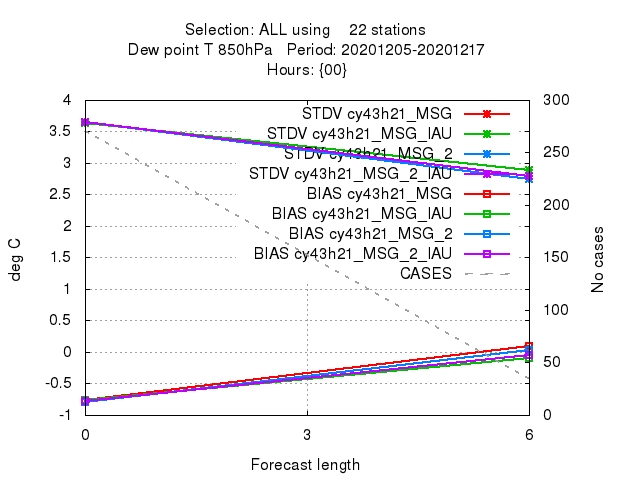 Selection: ALL using 22 stations
Dew point T 850hPa Period: 20201205-20201217
Hours: {00}
4
3.5
3
2.5
2
1.5
1
0.5
0
-0.5
-1
deg C
300
250
200
150
100
50
0
No cases
STDV cy43h21_MSG
STDV cy43h21_MSG_IAU
STDV cy43h21_MSG_2
STDV cy43h21_MSG_2_IAU
BIAS cy43h21_MSG
BIAS cy43h21_MSG_IAU
BIAS cy43h21_MSG_2
BIAS cy43h21_MSG_2_IAU
CASES
0 3 6
Forecast length